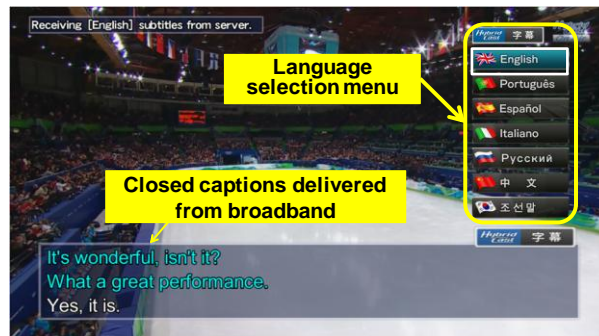 Receiving [English] subtitles from server.
Hybrid Cast 字幕
English
Português
Español
Italiano
Русский
中 文
조선말
Language
selection menu
Closed captions delivered
from broadband
Hybrid Cast 字幕
It's wonderful, isn't it?
What a great performance.
Yes, it is.